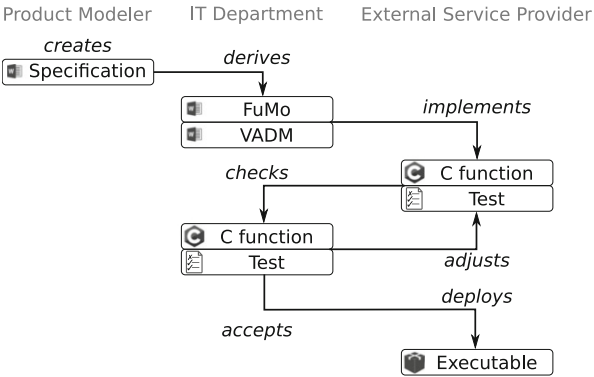 Product Modeler IT Department External Service Provider
creates
derives
Specification
FuMo
implements
VADM
checks
C function
Test
C function
Test
adjusts
deploys
accepts
Executable